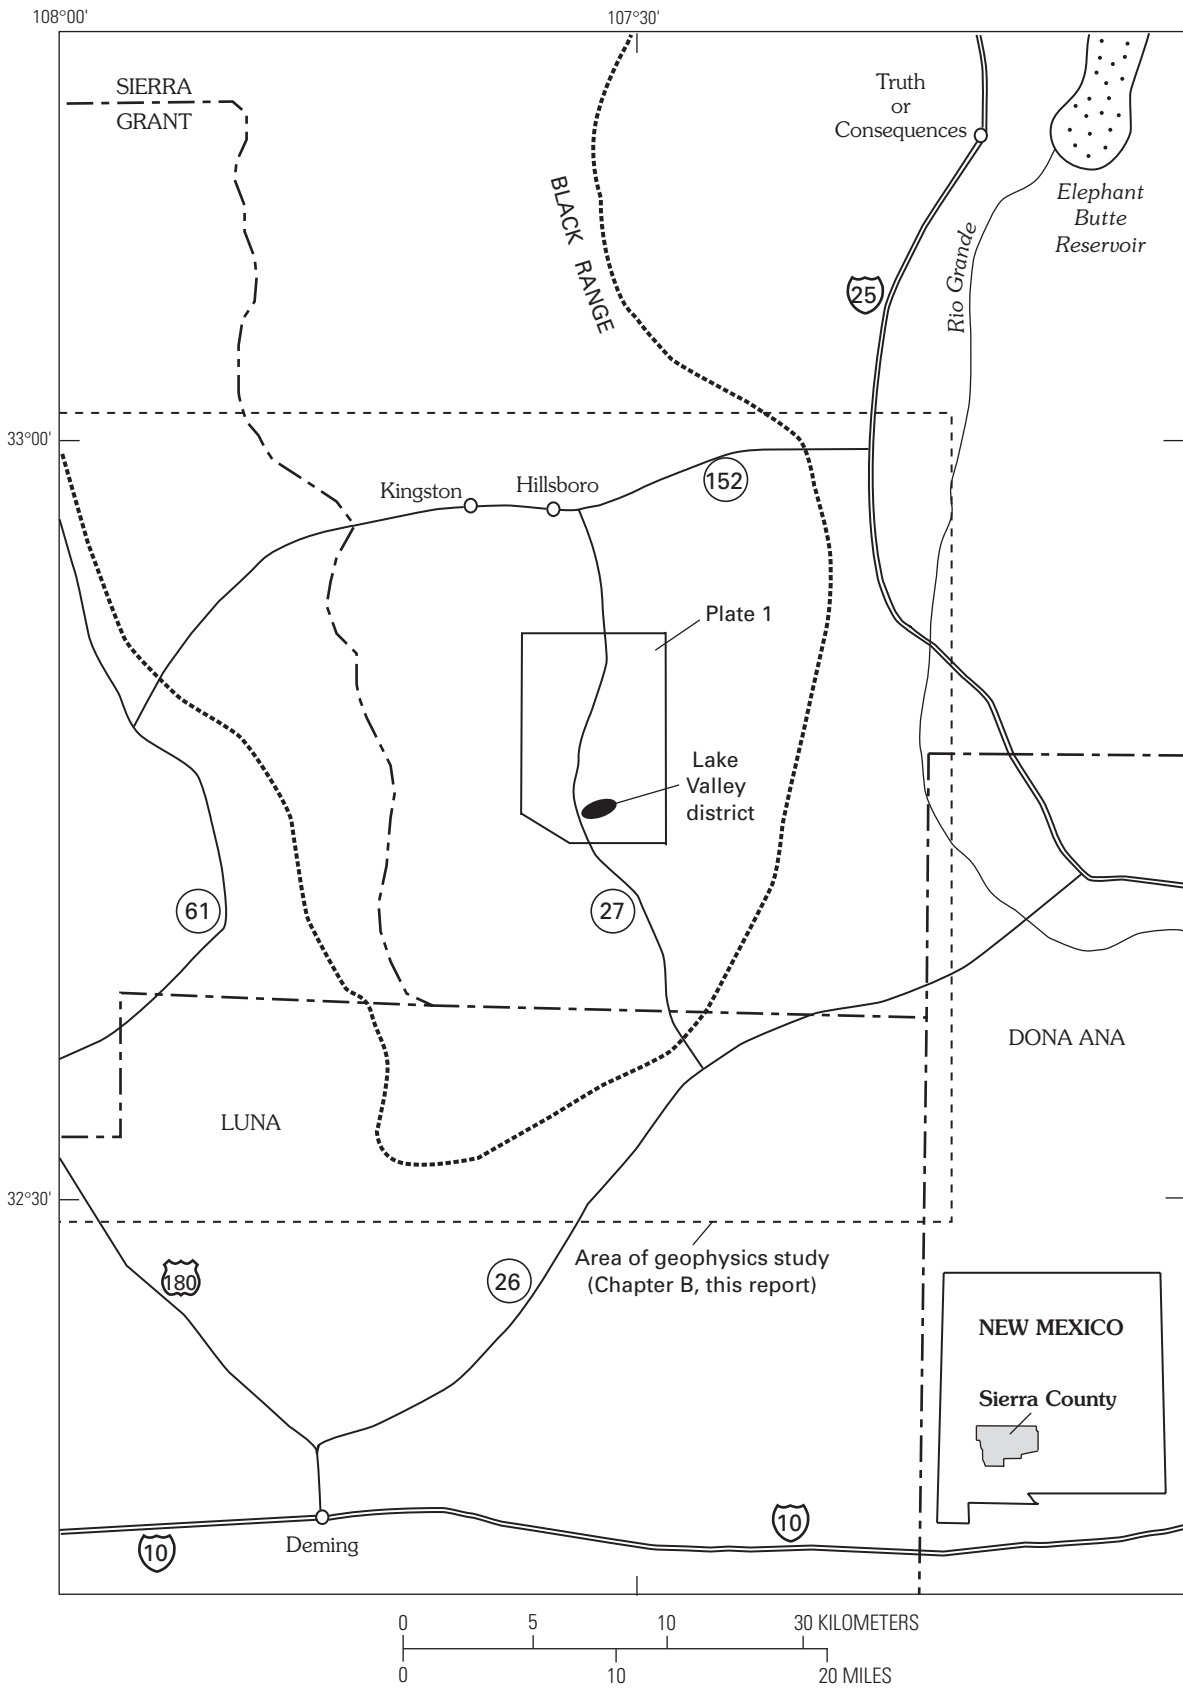 108°00'
107°30'
SIERRA
GRANT
Truth
or
Consequences
Elephant
Butte
Reservoir
BLACK RANGE
Rio Grande
25
33°00'
Kingston
Hillsboro
152
Plate 1
Lake
Valley
district
61
27
DONA ANA
LUNA
32°30'
Area of geophysics study
(Chapter B, this report)
180
26
NEW MEXICO
Sierra County
10
10
Deming
0 5 10 30 KILOMETERS
0 10 20 MILES